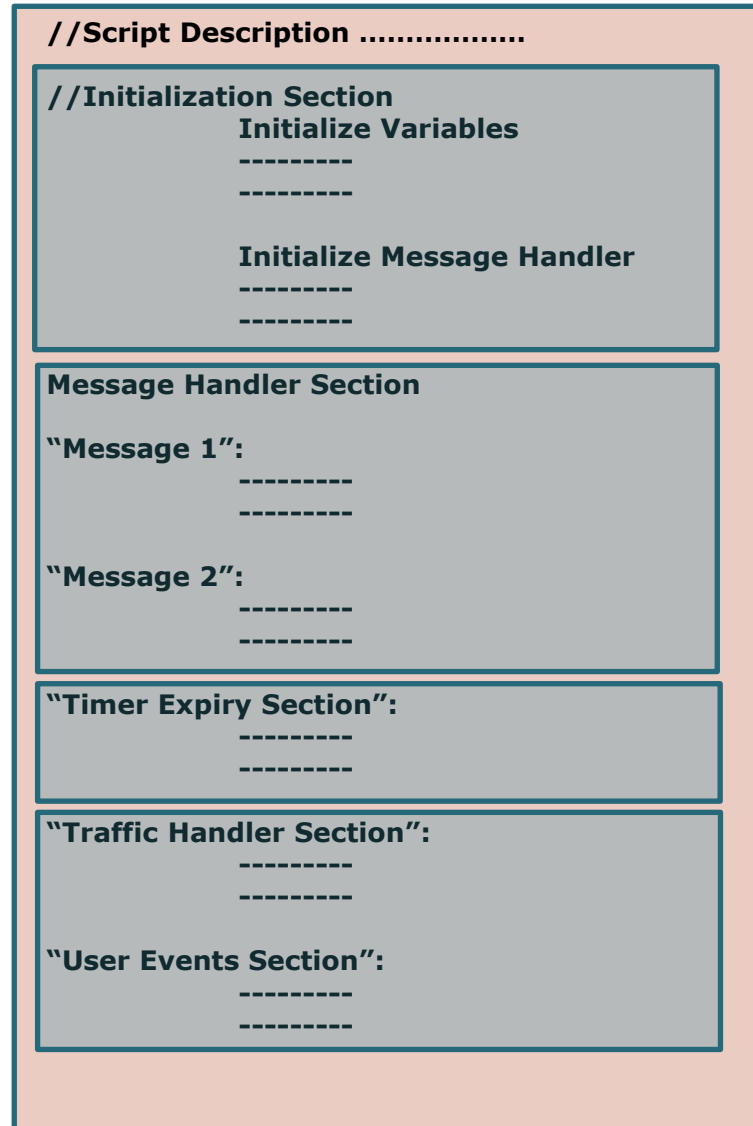 //Script Description ..................
//Initialization Section
Initialize Variables
---------
---------
Initialize Message Handler
---------
---------
Message Handler Section
“Message 1”:
---------
---------
“Message 2”:
---------
---------
“Timer Expiry Section”:
---------
---------
“Traffic Handler Section”:
---------
---------
“User Events Section”:
---------
---------